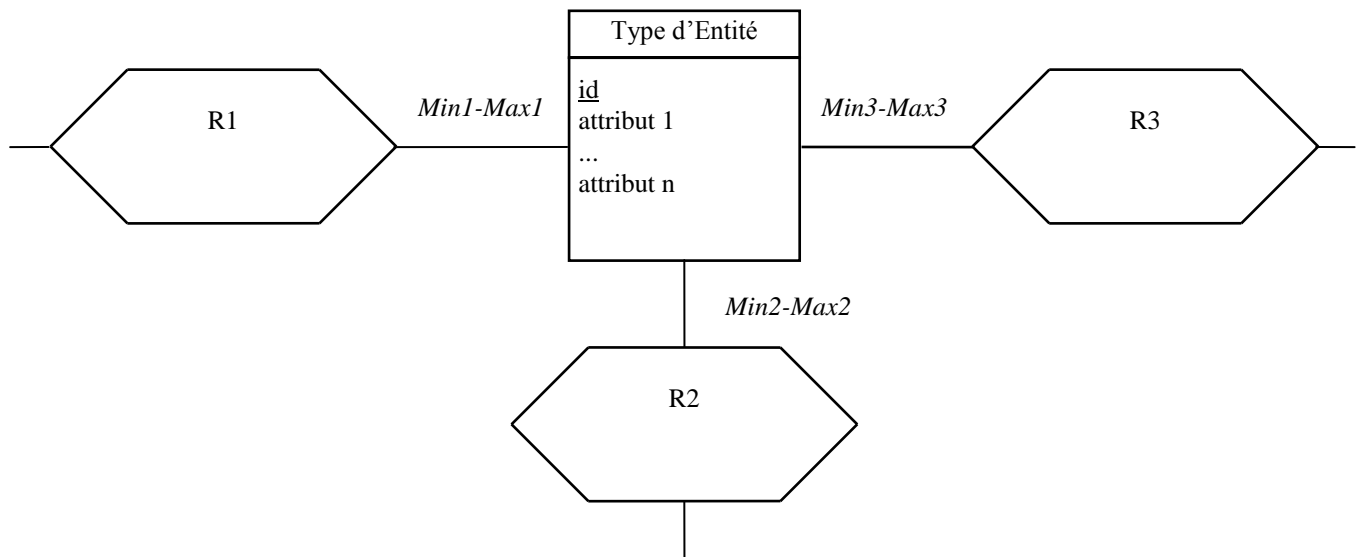 Type d’Entité
id
attribut 1
...
attribut n
R1
Min1-Max1
Min3-Max3
R3
Min2-Max2
R2